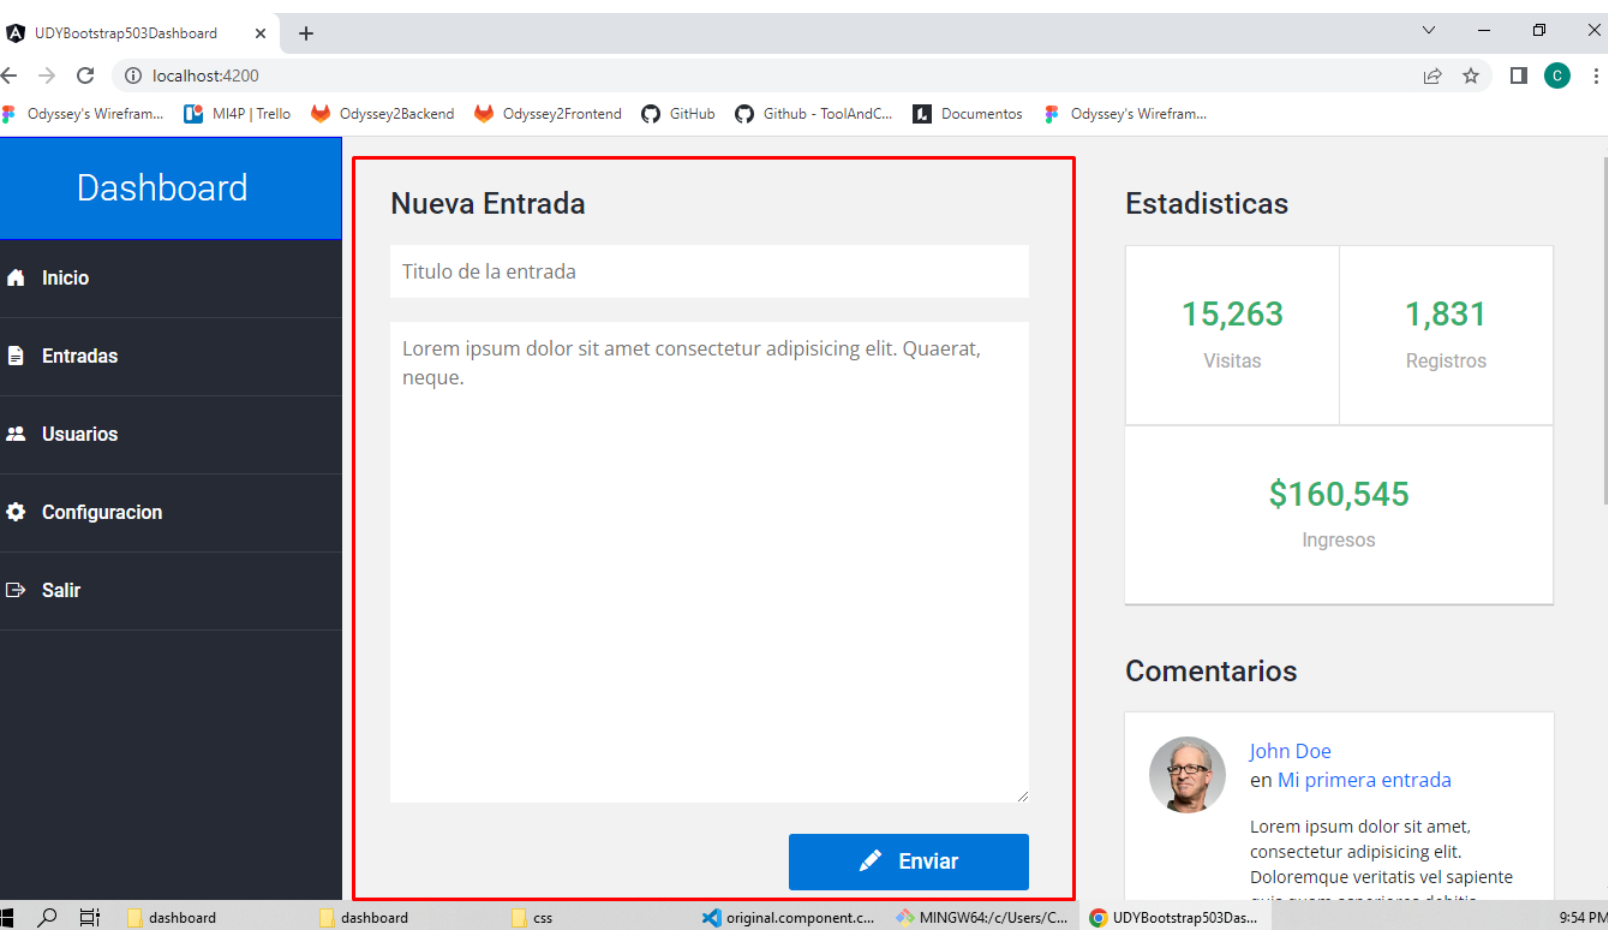 UDYBootstrap503Dashboard
localhost:4200
C
Odyssey's Wirefram...
MI4P | Trello
Odyssey2Backend
Odyssey2Frontend
GitHub
Github - ToolAndC...
Documentos
Odyssey's Wirefram...
Dashboard
Inicio
Entradas
Usuarios
Configuracion
Salir
Nueva Entrada
Titulo de la entrada
Lorem ipsum dolor sit amet consectetur adipisicing elit. Quaerat,
neque.
Enviar
Estadisticas
15,263
Visitas
1,831
Registros
$160,545
Ingresos
Comentarios
John Doe
en Mi primera entrada
Lorem ipsum dolor sit amet,
consectetur adipisicing elit.
Doloremque veritatis vel sapiente
dashboard
dashboard
css
original.component.c...
MINGW64:/c/Users/C...
UDYBootstrap503Das...
9:54 PM